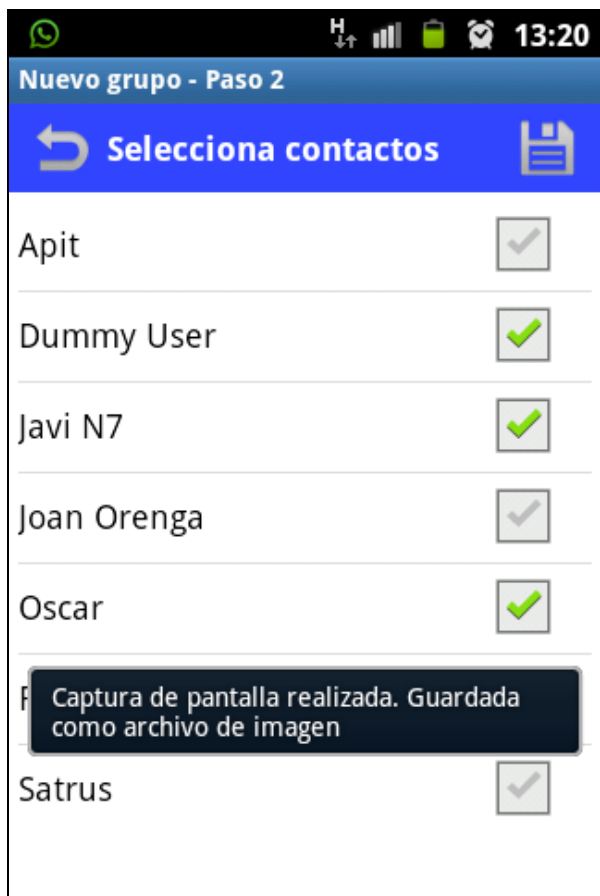 H 13:20
Nuevo grupo - Paso 2
Selecciona contactos
Apit
Dummy User
Javi N7
Joan Orenga
Oscar
Captura de pantalla realizada. Guardada
como archivo de imagen
Satrus